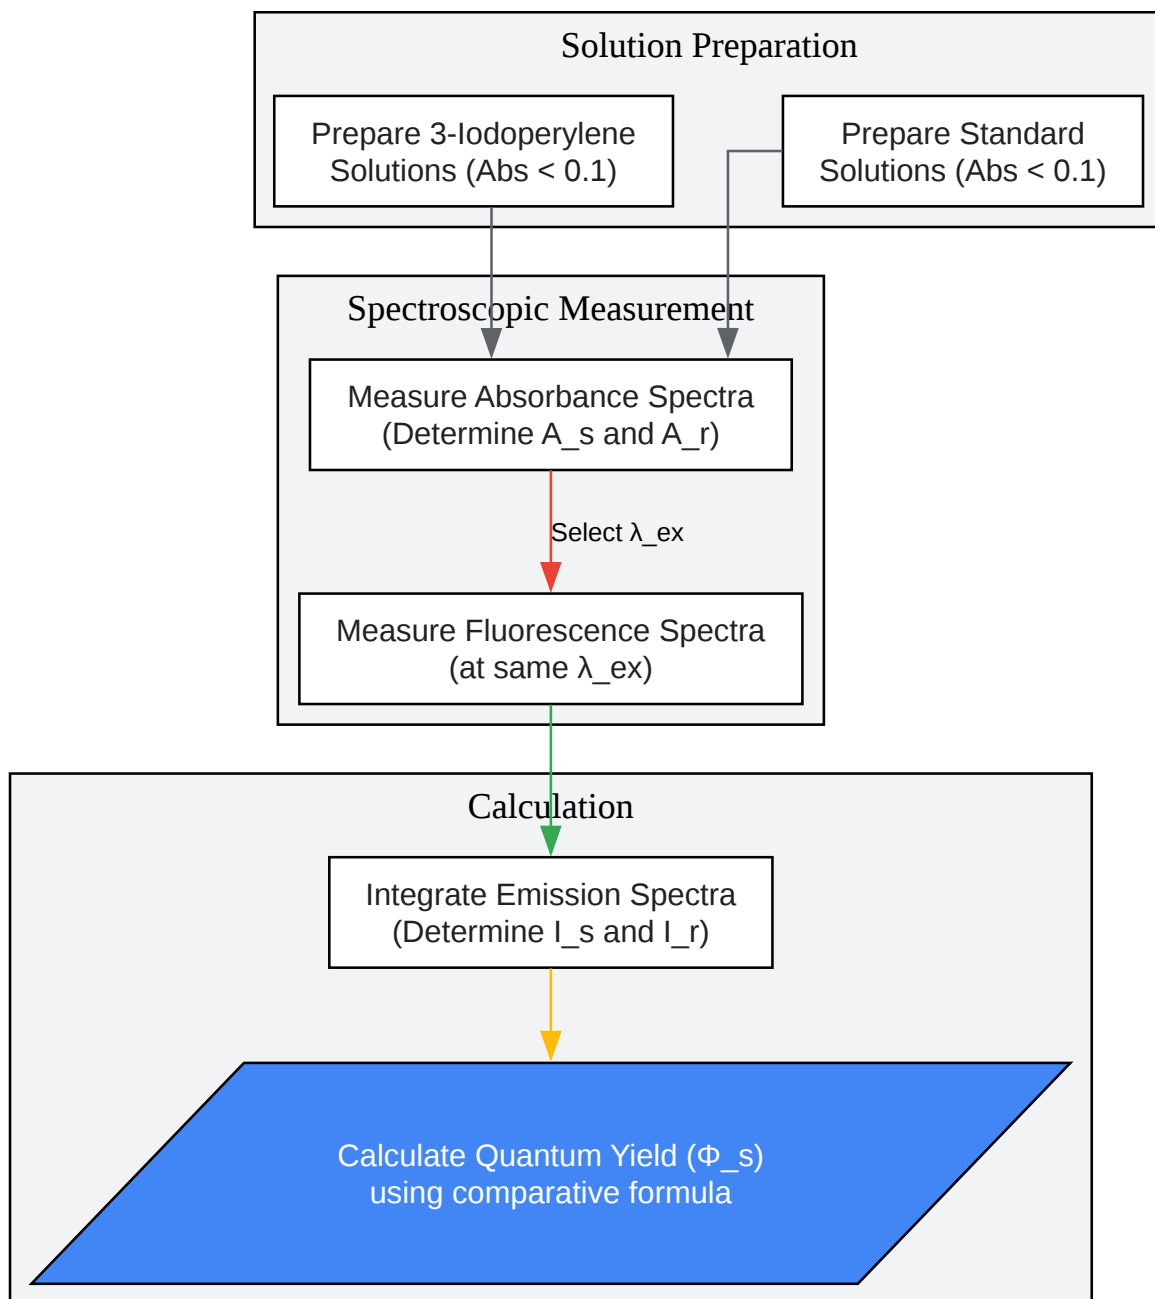 Solution Preparation
Prepare 3-Iodoperylene
Solutions (Abs < 0.1)
Prepare Standard
Solutions (Abs < 0.1)
Spectroscopic Measurement
Measure Absorbance Spectra
(Determine A_s and A_r)
Select λ_ex
Measure Fluorescence Spectra
(at same λ_ex)
Calculation
Integrate Emission Spectra
(Determine I_s and I_r)
Calculate Quantum Yield (Φ_s)
using comparative formula